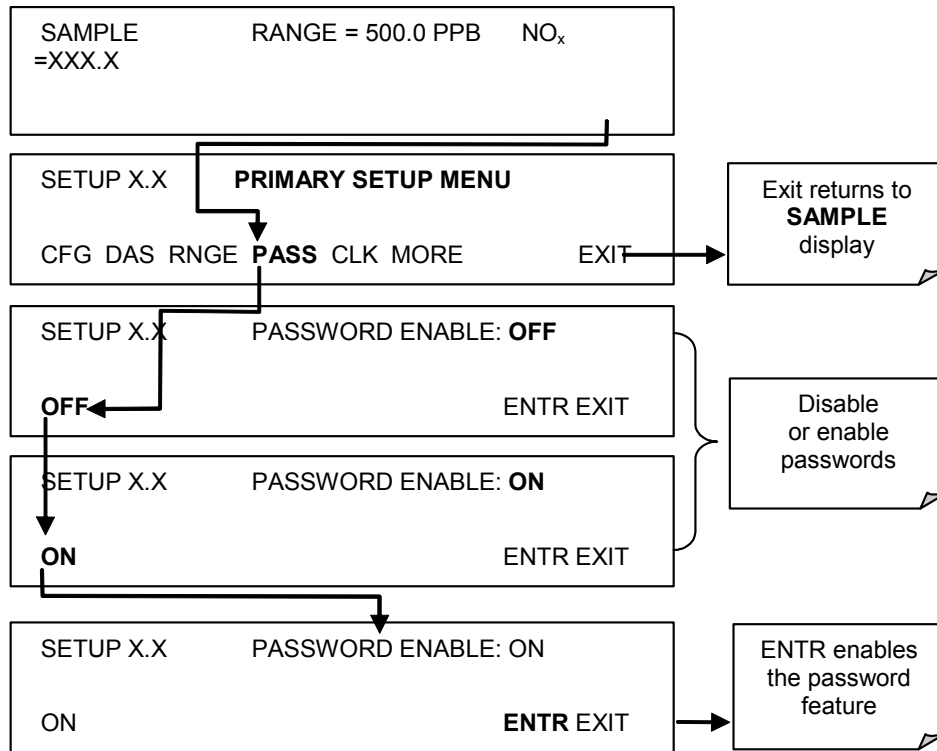 SAMPLE RANGE = 500.0 PPB NOₓ
=XXX.X
SETUP X.X PRIMARY SETUP MENU
CFG DAS RNGE PASS CLK MORE EXIT
Exit returns to
SAMPLE
display
SETUP X.X PASSWORD ENABLE: OFF
OFF ENTR EXIT
SETUP X.X PASSWORD ENABLE: ON
ON ENTR EXIT
Disable
or enable
passwords
SETUP X.X PASSWORD ENABLE: ON
ON ENTR EXIT
ENTR enables
the password
feature